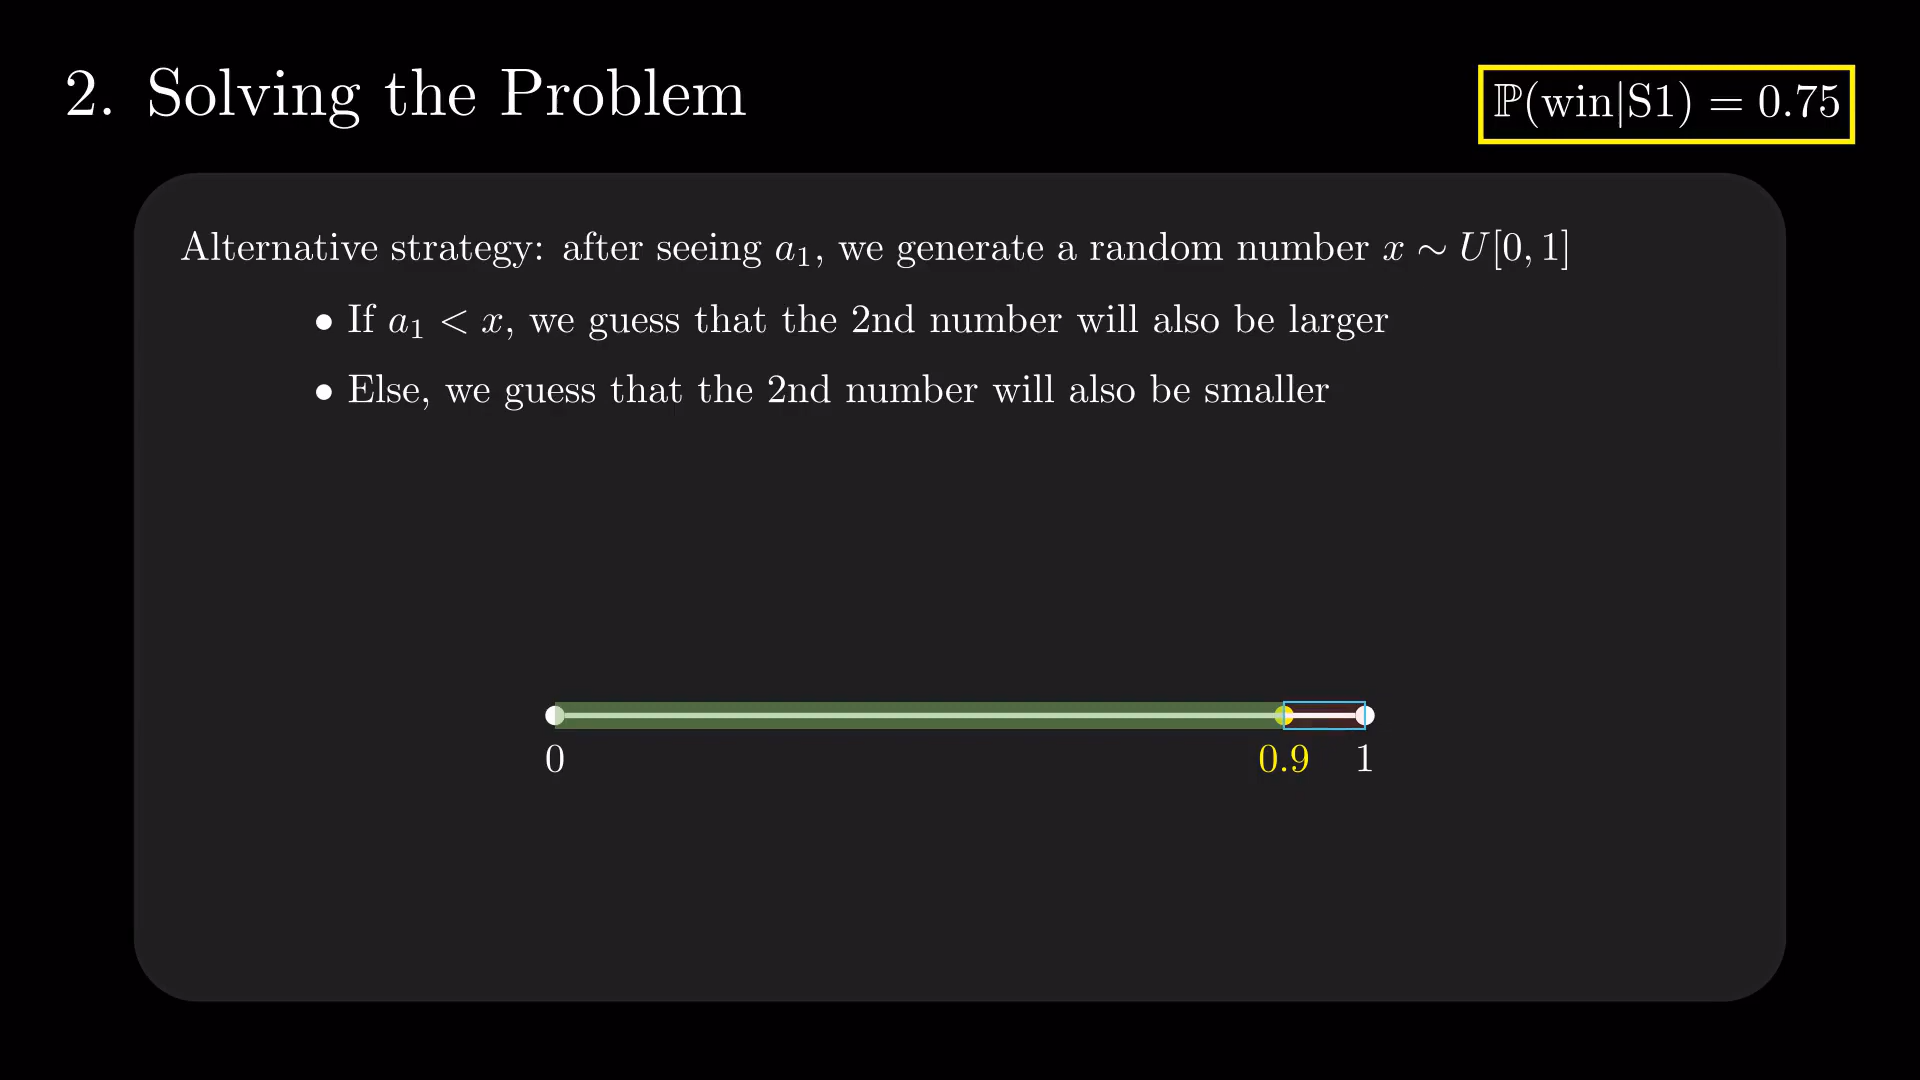 2. Solving the Problem
ℙ(win|S1) = 0.75
Alternative strategy: after seeing a₁, we generate a random number x ∼ U[0, 1]
• If a₁ < x, we guess that the 2nd number will also be larger
• Else, we guess that the 2nd number will also be smaller
0 0.9 1